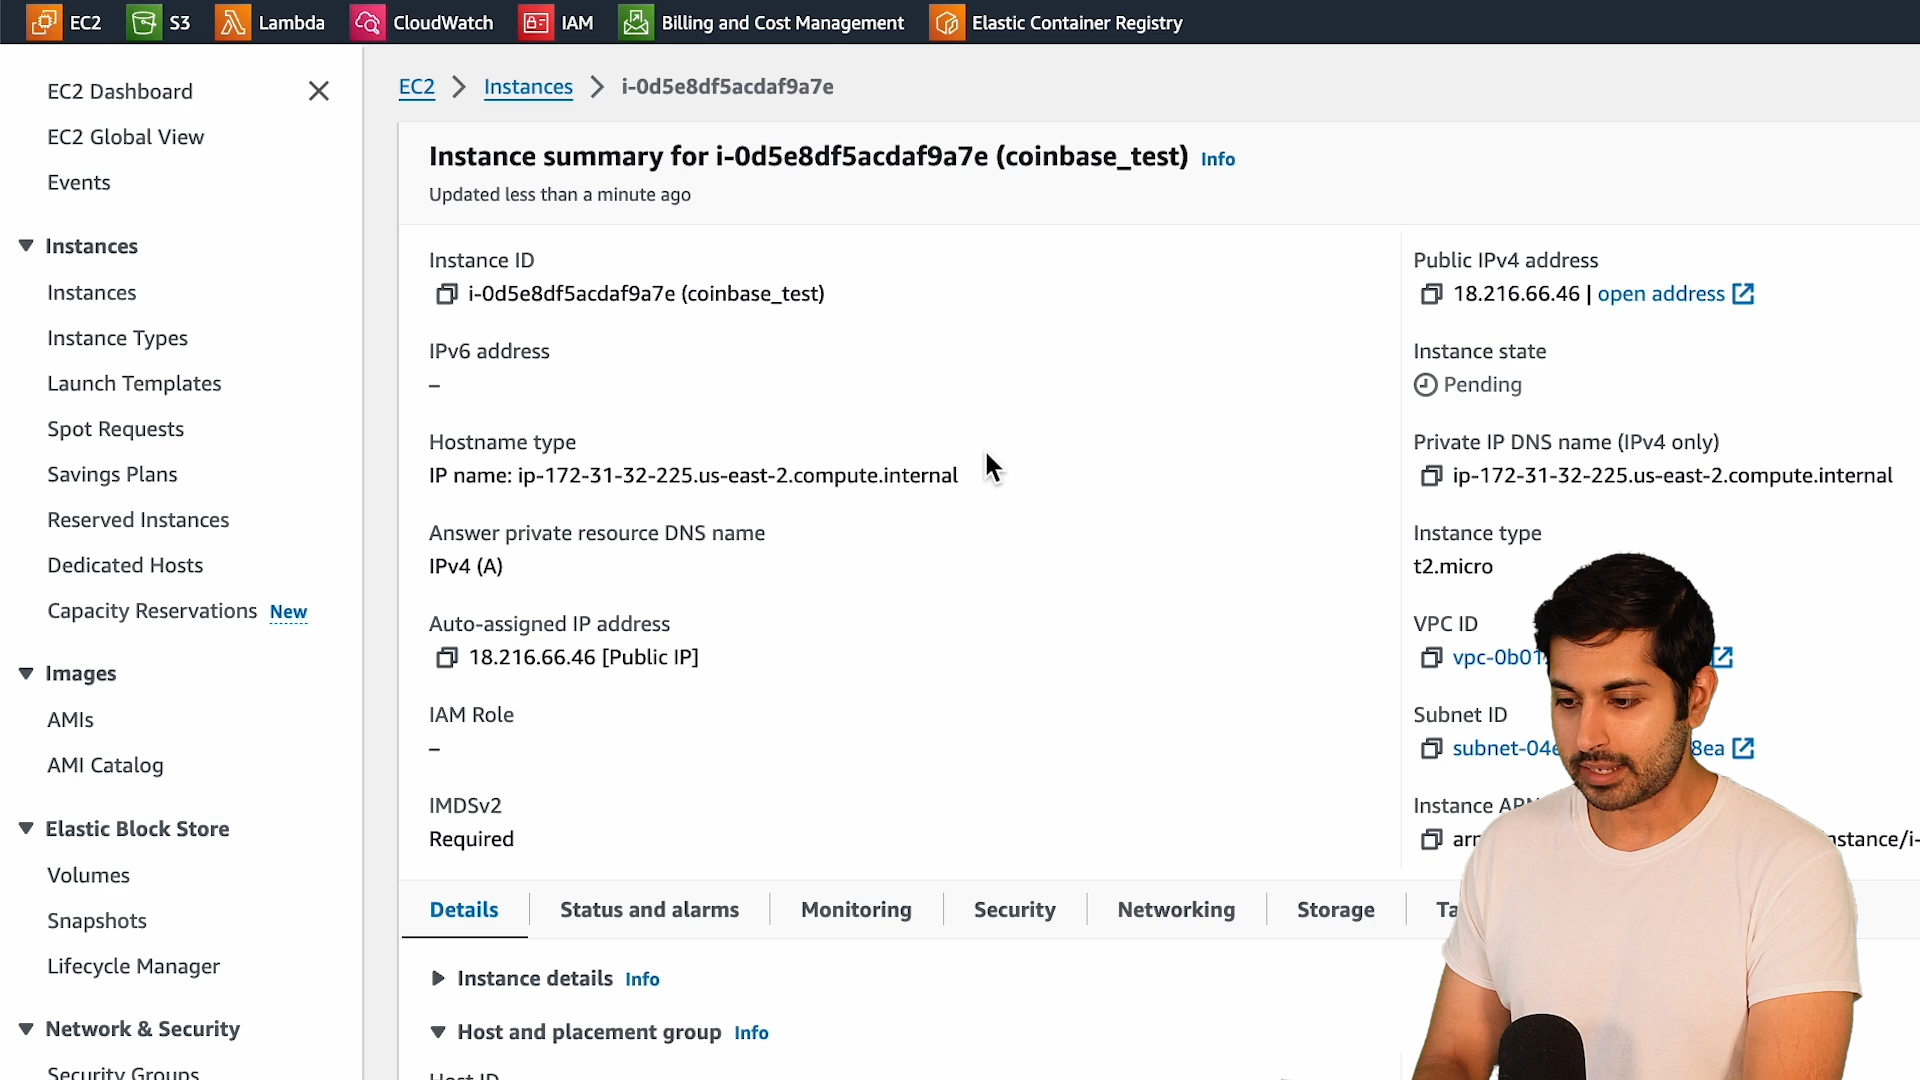 EC2 S3 Lambda CloudWatch IAM Billing and Cost Management Elastic Container Registry
EC2 Dashboard
EC2 Global View
Events
Instances
Instances
Instance Types
Launch Templates
Spot Requests
Savings Plans
Reserved Instances
Dedicated Hosts
Capacity Reservations New
Images
AMIs
AMI Catalog
Elastic Block Store
Volumes
Snapshots
Lifecycle Manager
Network & Security
Security Groups
EC2 > Instances > i-0d5e8df5acdaf9a7e
Instance summary for i-0d5e8df5acdaf9a7e (coinbase_test) Info
Updated less than a minute ago
Instance ID
i-0d5e8df5acdaf9a7e (coinbase_test)
IPv6 address
–
Hostname type
IP name: ip-172-31-32-225.us-east-2.compute.internal
Answer private resource DNS name
IPv4 (A)
Auto-assigned IP address
18.216.66.46 [Public IP]
IAM Role
–
IMDSv2
Required
Public IPv4 address
18.216.66.46 | open address
Instance state
Pending
Private IP DNS name (IPv4 only)
ip-172-31-32-225.us-east-2.compute.internal
Instance type
t2.micro
VPC ID
Subnet ID
Instance
Details Status and alarms Monitoring Security Networking Storage
Instance details Info
Host and placement group Info
Host ID